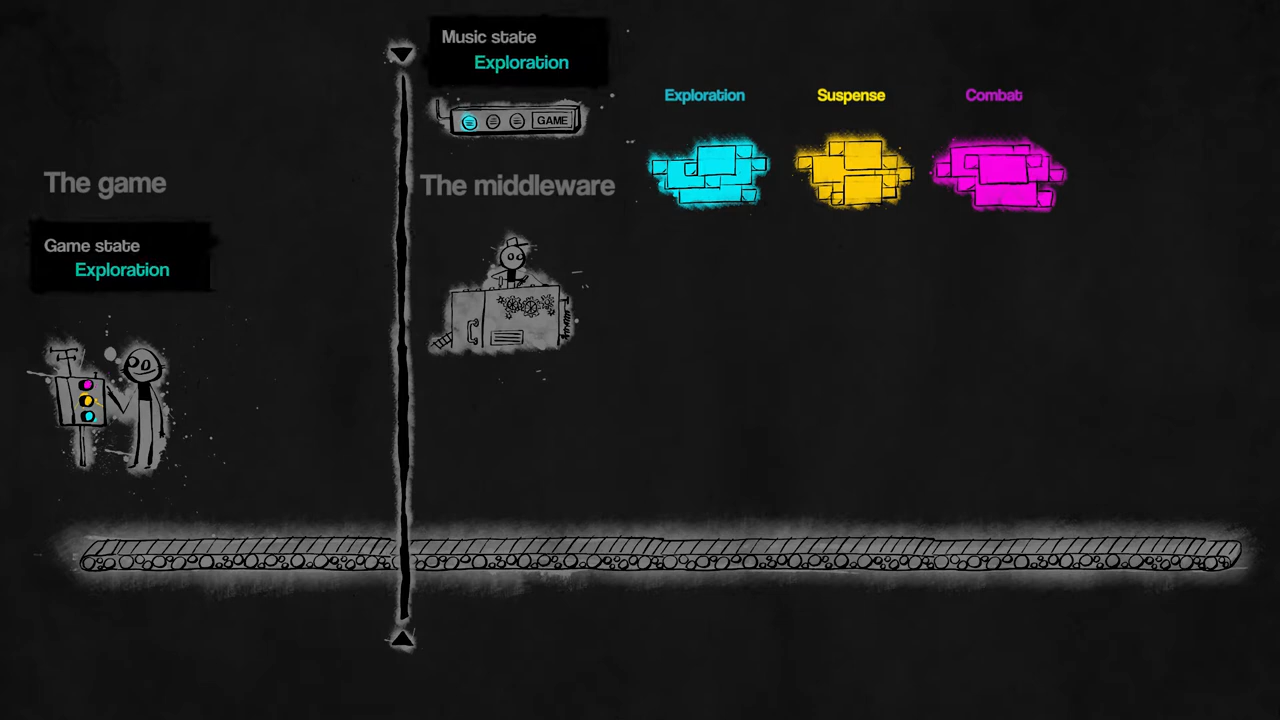 The game
Game state
Exploration
Music state
Exploration
GAME
The middleware
Exploration
Suspense
Combat